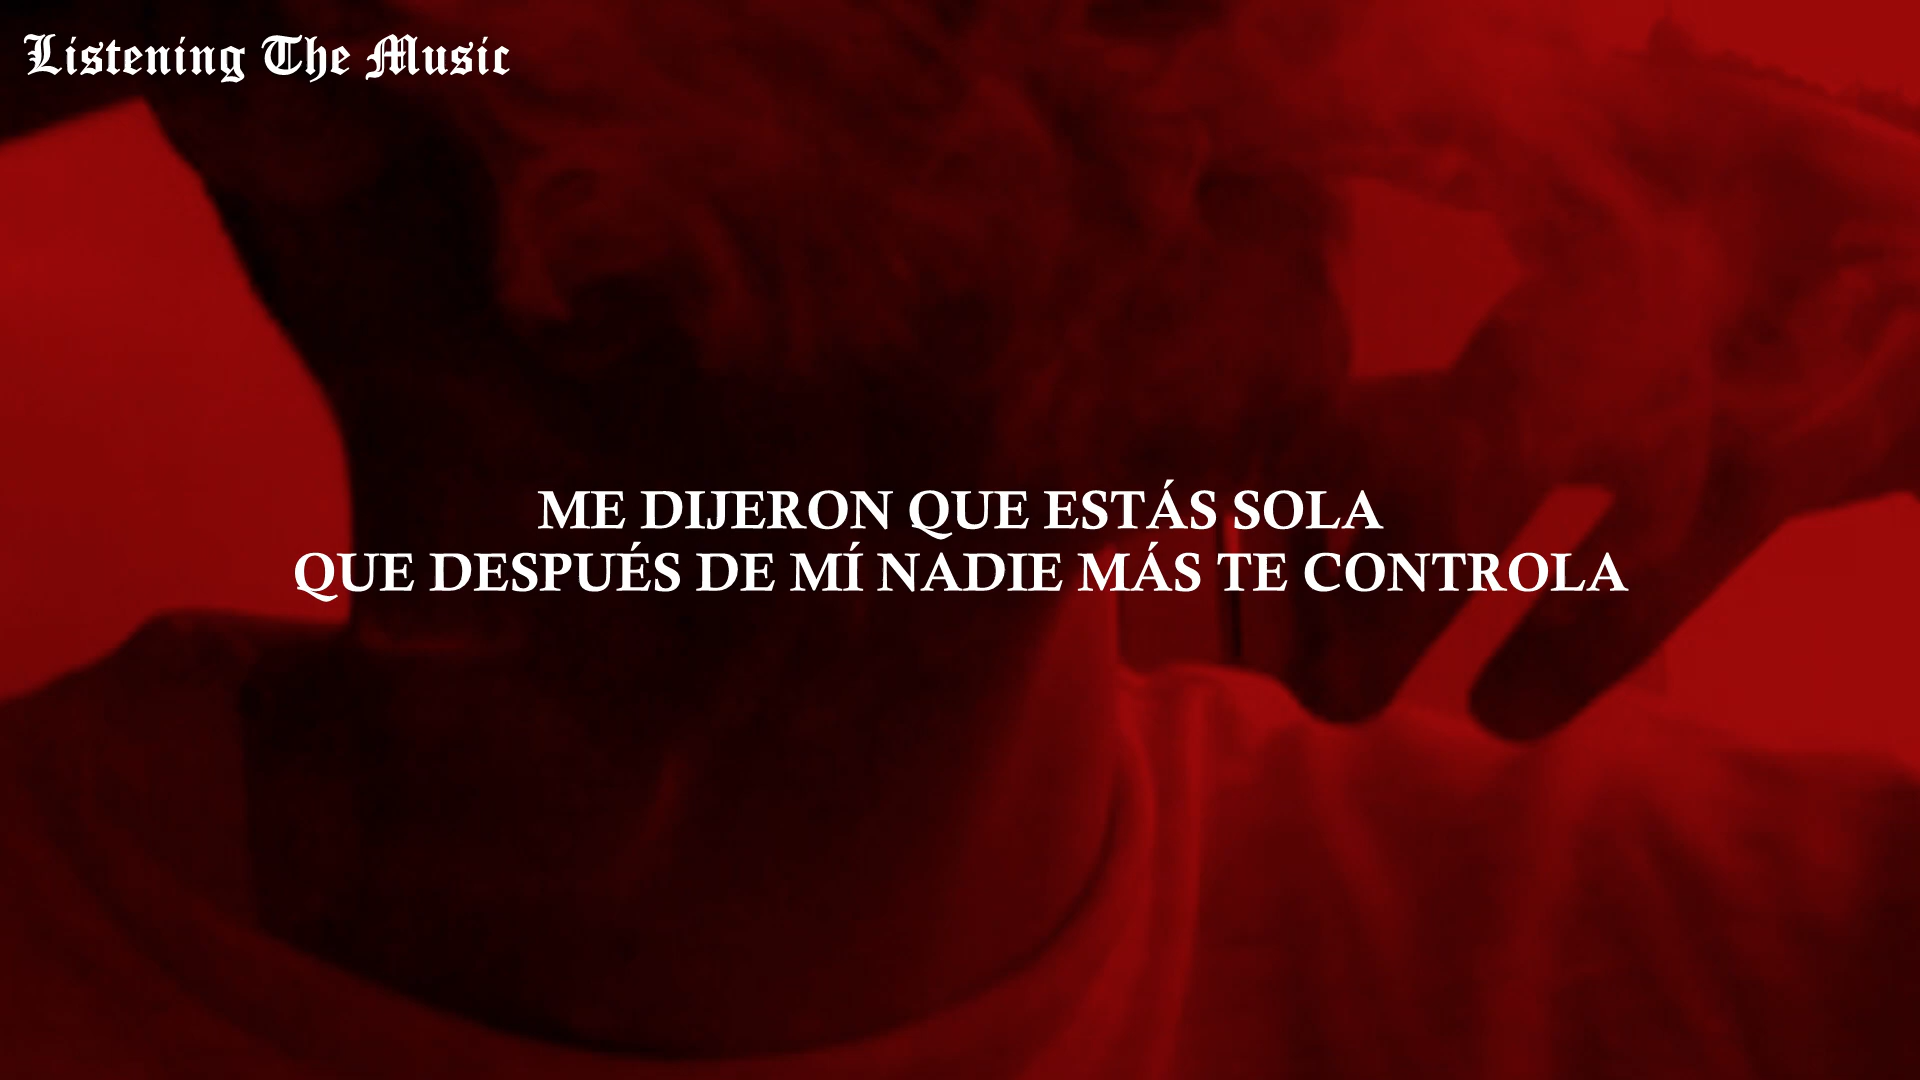 Listening The Music
ME DIJERON QUE ESTÁS SOLA
QUE DESPUÉS DE MÍ NADIE MÁS TE CONTROLA